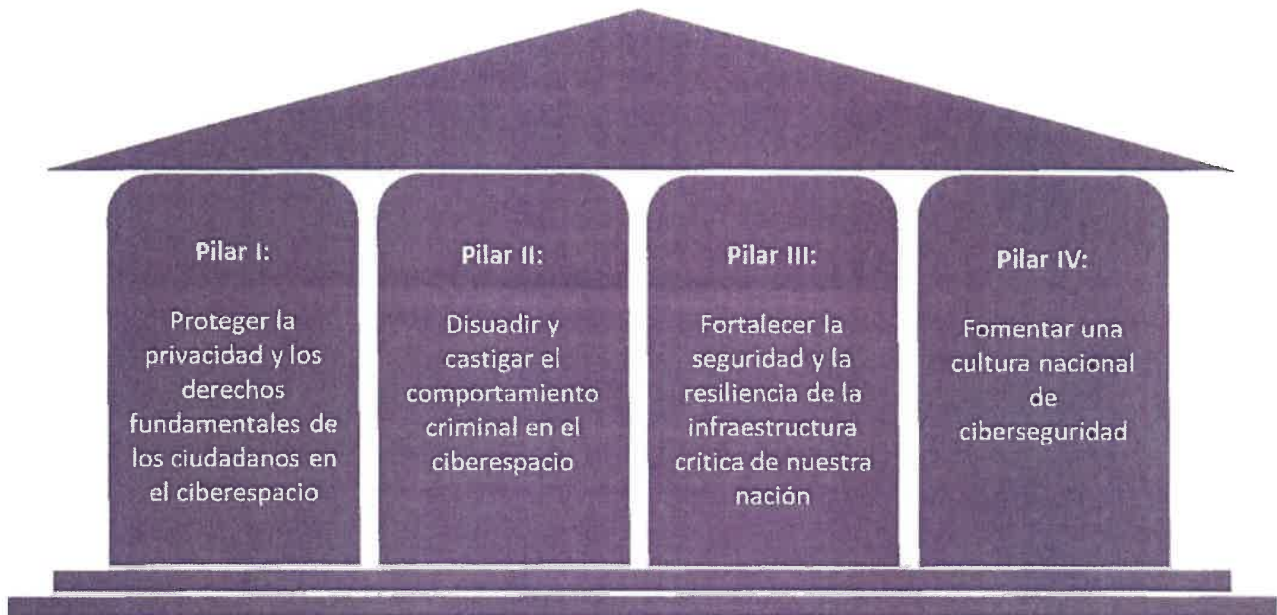 Pilar I:
Proteger la
privacidad y los
derechos
fundamentales de
los ciudadanos en
el ciberespacio
Pilar II:
Disuadir y
castigar el
comportamiento
criminal en el
ciberespacio
Pilar III:
Fortalecer la
seguridad y la
resiliencia de la
infraestructura
crítica de nuestra
nación
Pilar IV:
Fomentar una
cultura nacional
de
ciberseguridad